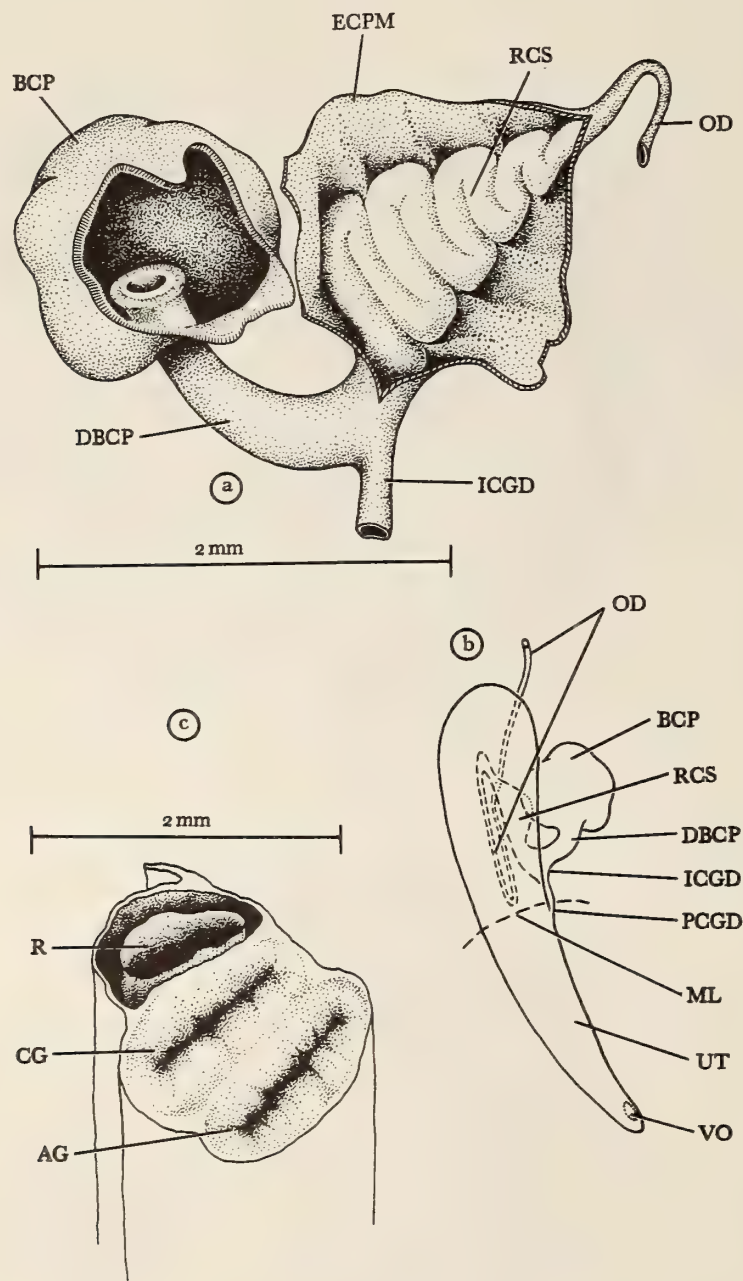 ECPM
RCS
BCP
OD
DBCP
ICGD
a
2 mm
OD
b
BCP
c
RCS
2 mm
DBCP
ICGD
PCGD
R
ML
CG
UT
AG
VO